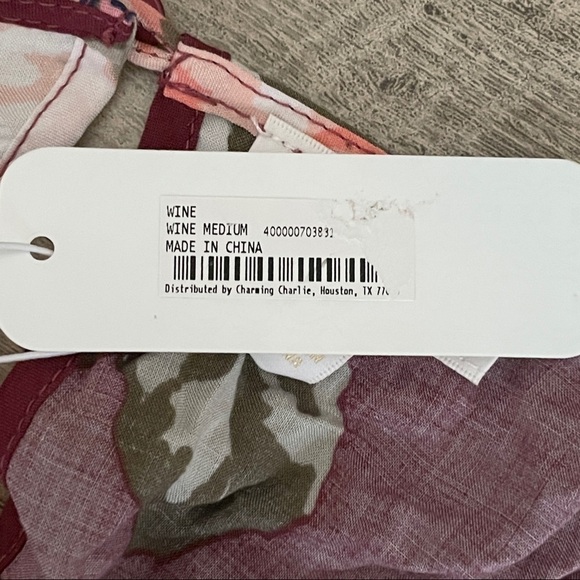 WINE
WINE MEDIUM 400000703831
MADE IN CHINA
Distributed by Charming Charlie, Houston, TX